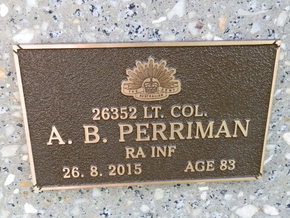 26352 LT. COL.
A. B. PERRIMAN
RA INF
26. 8. 2015 AGE 83